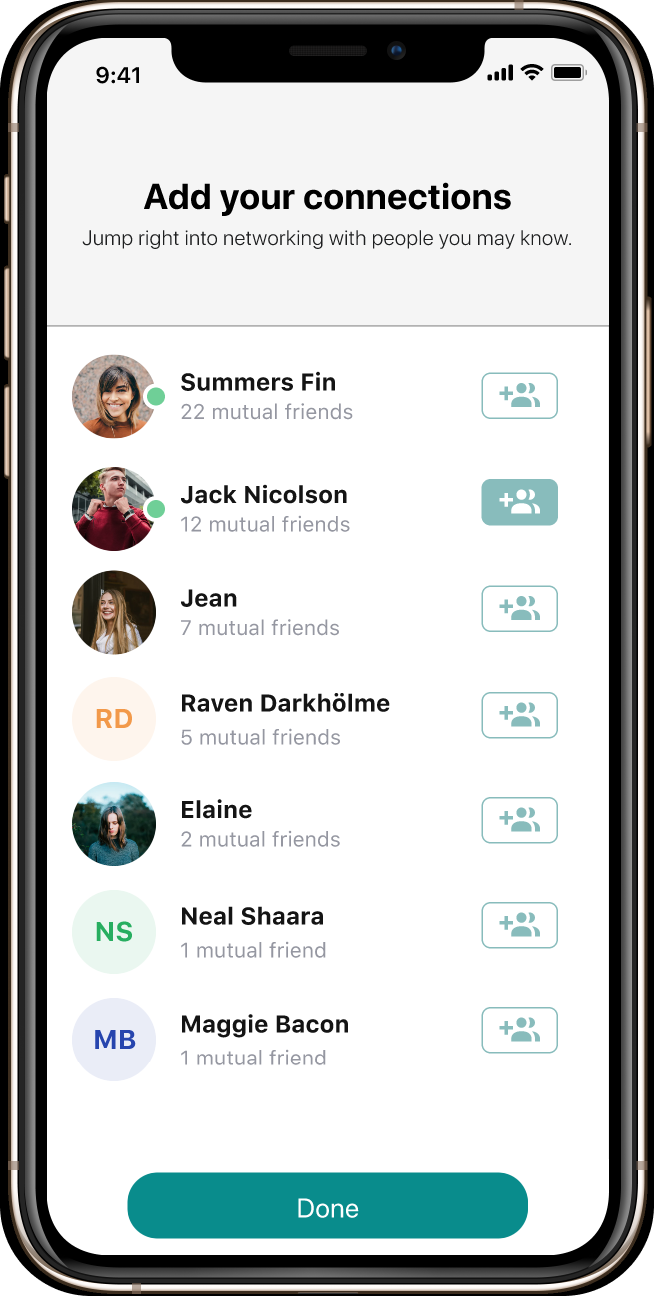 9:41
Add your connections
Jump right into networking with people you may know.
Summers Fin
22 mutual friends
Jack Nicolson
12 mutual friends
Jean
7 mutual friends
RD
Raven Darkhölme
5 mutual friends
Elaine
2 mutual friends
NS
Neal Shaara
1 mutual friend
MB
Maggie Bacon
1 mutual friend
Done